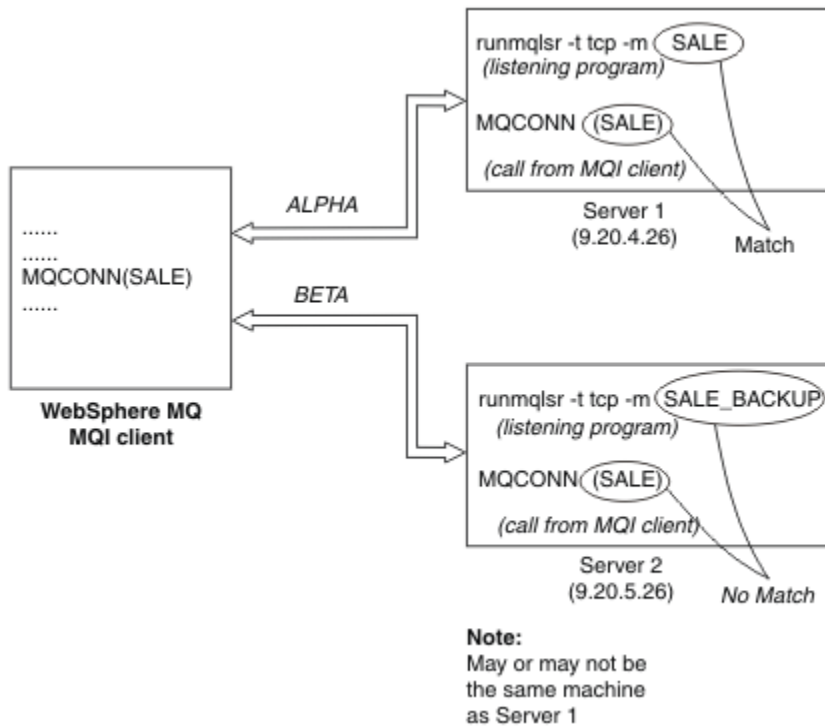 ......
......
MQCONN(SALE)
......
WebSphere MQ
MQI client
ALPHA
BETA
runmqlsr -t tcp -m SALE
(listening program)
MQCONN (SALE)
(call from MQI client)
Server 1
(9.20.4.26)
Match
runmqlsr -t tcp -m SALE_BACKUP
(listening program)
MQCONN (SALE)
(call from MQI client)
Server 2
(9.20.5.26)
No Match
Note:
May or may not be
the same machine
as Server 1